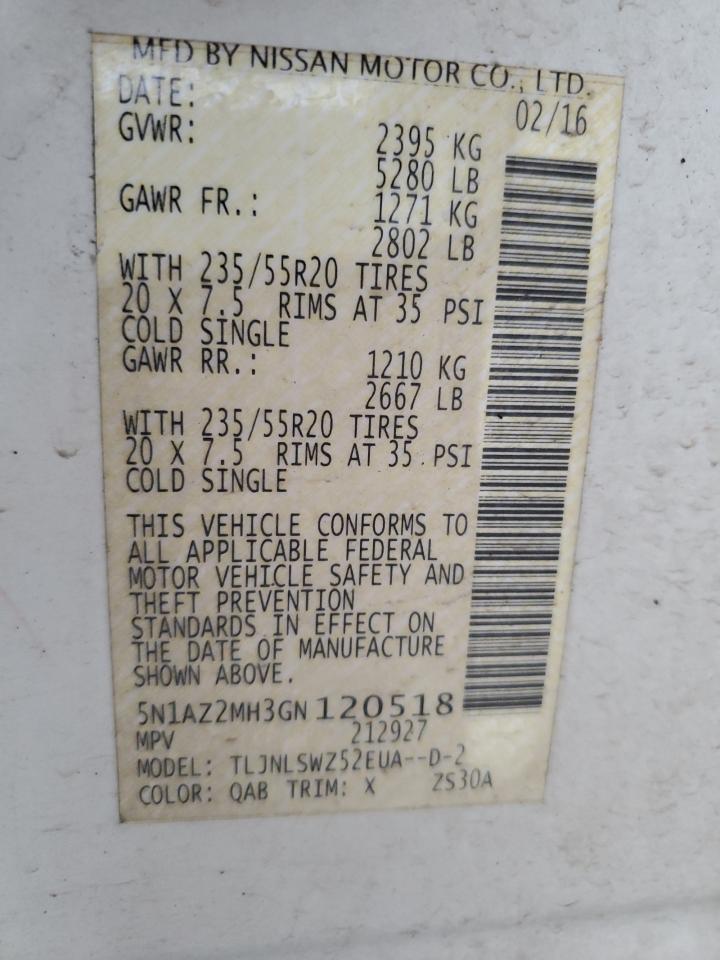 MFD BY NISSAN MOTOR CO., LTD.
DATE: 02/16
GVWR: 2395 KG
5280 LB
GAWR FR.: 1271 KG
2802 LB
WITH 235/55R20 TIRES
20 X 7.5 RIMS AT 35 PSI
COLD SINGLE
GAWR RR.: 1210 KG
2667 LB
WITH 235/55R20 TIRES
20 X 7.5 RIMS AT 35 PSI
COLD SINGLE
THIS VEHICLE CONFORMS TO
ALL APPLICABLE FEDERAL
MOTOR VEHICLE SAFETY AND
THEFT PREVENTION
STANDARDS IN EFFECT ON
THE DATE OF MANUFACTURE
SHOWN ABOVE.
5N1AZ2MH3GN120518
MPV 212927
MODEL: TLJNLSWZ52EUA--D-2
COLOR: QAB TRIM: X ZS30A